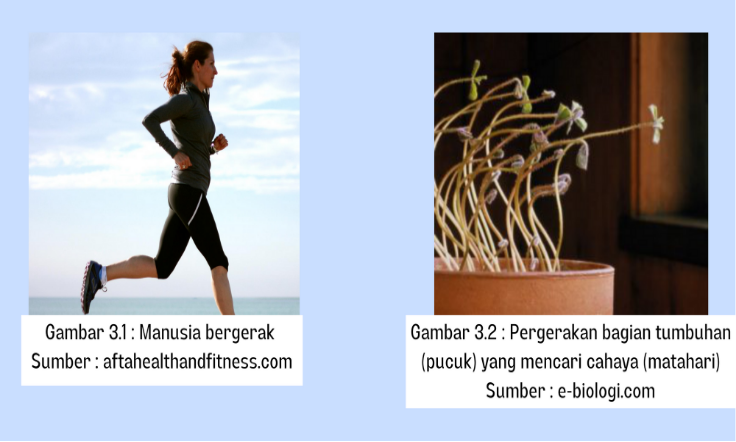 Gambar 3.1 : Manusia bergerak
Sumber : aftahealthandfitness.com
Gambar 3.2 : Pergerakan bagian tumbuhan
(pucuk) yang mencari cahaya (matahari)
Sumber : e-biologi.com